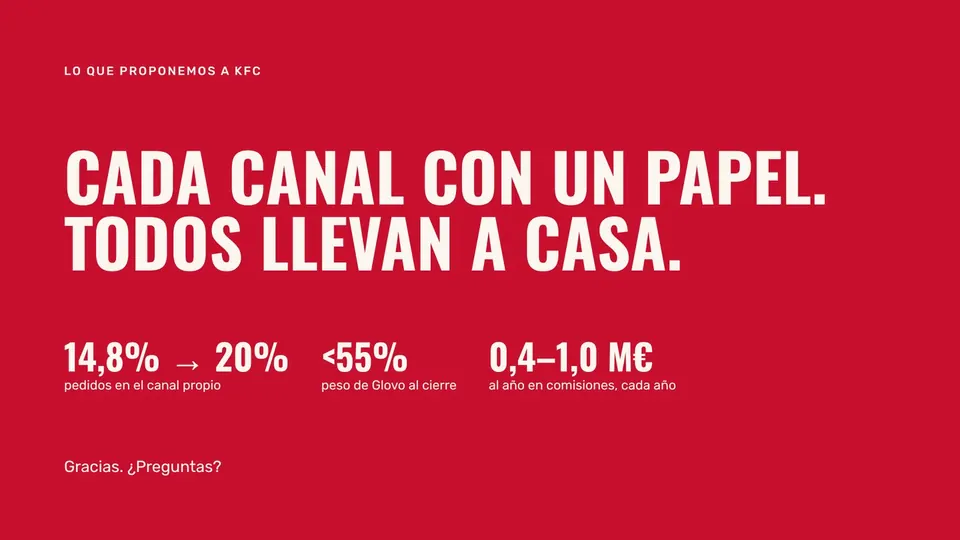 LO QUE PROPONEMOS A KFC
CADA CANAL CON UN PAPEL.
TODOS LLEVAN A CASA.
14,8% → 20%
pedidos en el canal propio
<55%
peso de Glovo al cierre
0,4–1,0 M€
al año en comisiones, cada año
Gracias. ¿Preguntas?